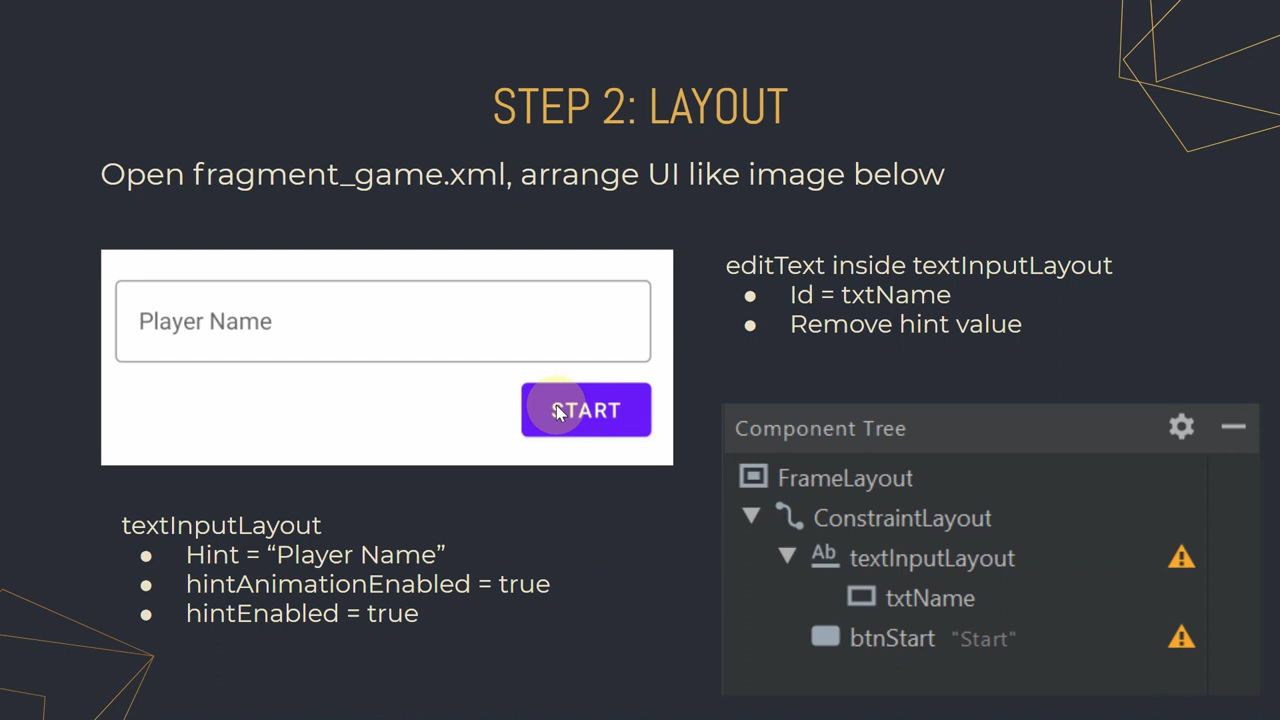 STEP 2: LAYOUT
Open fragment_game.xml, arrange UI like image below
Player Name
START
editText inside textInputLayout
● Id = txtName
● Remove hint value
textInputLayout
● Hint = “Player Name”
● hintAnimationEnabled = true
● hintEnabled = true
Component Tree
FrameLayout
ConstraintLayout
Ab textInputLayout
txtName
btnStart "Start"